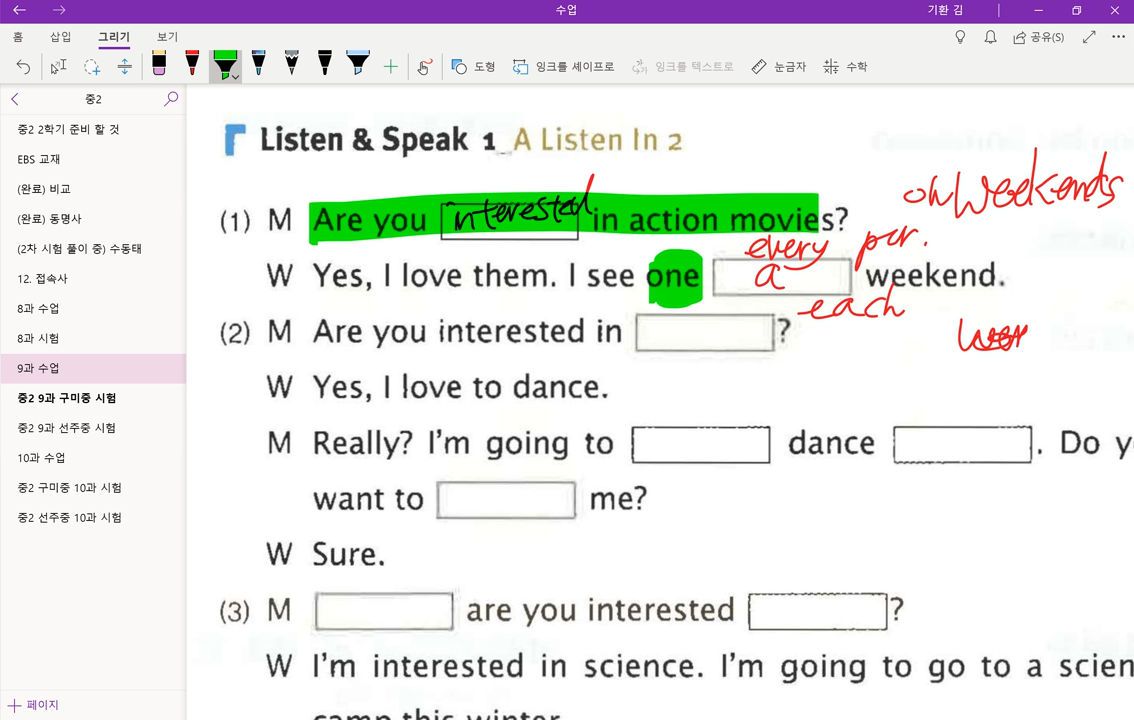 수업
기환 김
홈 삽입 그리기 보기
공유(S)
도형 잉크를 셰이프로 잉크를 텍스트로 눈금자 수학
중2
중2 2학기 준비 할 것
EBS 교재
(완료) 비교
(완료) 동명사
(2차 시험 풀이 중) 수동태
12. 접속사
8과 수업
8과 시험
9과 수업
중2 9과 구미중 시험
중2 9과 선주중 시험
10과 수업
중2 구미중 10과 시험
중2 선주중 10과 시험
페이지
Listen & Speak 1_A Listen In 2
on weekends
(1) M Are you interested in action movies?
every per.
W Yes, I love them. I see one a weekend.
each
(2) M Are you interested in ?
W Yes, I love to dance.
M Really? I'm going to dance . Do y
want to me?
W Sure.
(3) M are you interested ?
W I'm interested in science. I'm going to go to a scien
camp this winter